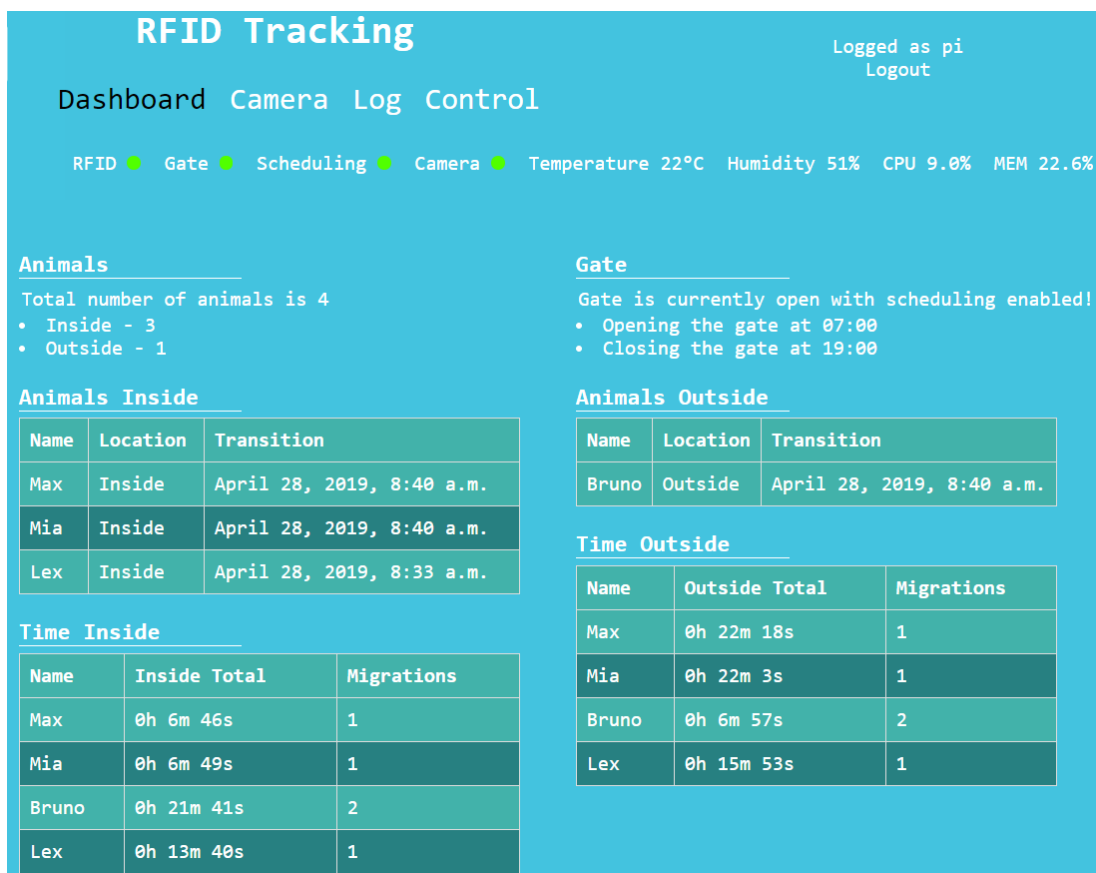 RFID Tracking
Logged as pi
Logout
Dashboard Camera Log Control
RFID Gate Scheduling Camera Temperature 22°C Humidity 51% CPU 9.0% MEM 22.6%
Animals
Total number of animals is 4
• Inside - 3
• Outside - 1
Animals Inside
Name Location Transition
Max Inside April 28, 2019, 8:40 a.m.
Mia Inside April 28, 2019, 8:40 a.m.
Lex Inside April 28, 2019, 8:33 a.m.
Time Inside
Name Inside Total Migrations
Max 0h 6m 46s 1
Mia 0h 6m 49s 1
Bruno 0h 21m 41s 2
Lex 0h 13m 40s 1
Gate
Gate is currently open with scheduling enabled!
• Opening the gate at 07:00
• Closing the gate at 19:00
Animals Outside
Name Location Transition
Bruno Outside April 28, 2019, 8:40 a.m.
Time Outside
Name Outside Total Migrations
Max 0h 22m 18s 1
Mia 0h 22m 3s 1
Bruno 0h 6m 57s 2
Lex 0h 15m 53s 1